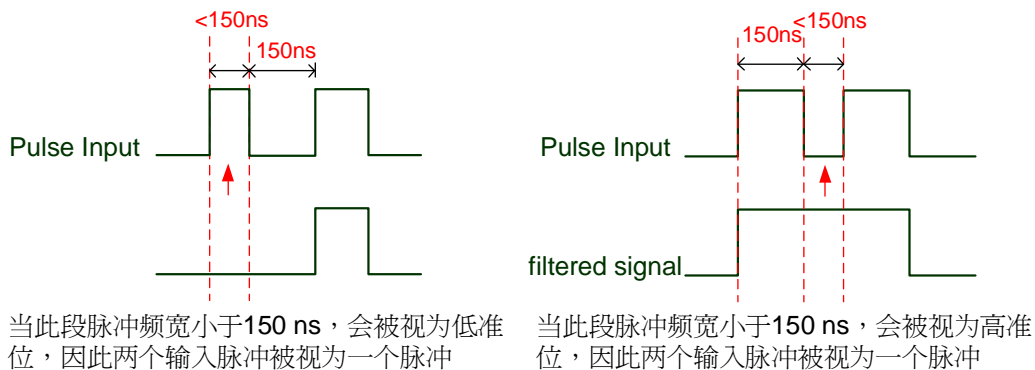 <150ns
150ns
Pulse Input
当此段脉冲频宽小于150 ns，会被视为低准
位，因此两个输入脉冲被视为一个脉冲
<150ns
150ns
Pulse Input
filtered signal
当此段脉冲频宽小于150 ns，会被视为高准
位，因此两个输入脉冲被视为一个脉冲